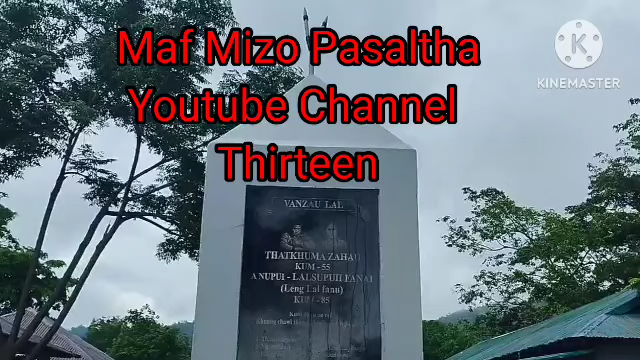 Maf Mizo Pasaltha
Youtube Channel
Thirteen
KINEMASTER
VANZAU LAL
THATKHUMA ZAHAU
KUM - 55
A NUPUI - LALSUPUII FANAI
(Leng Lal fanu)
KUM - 85